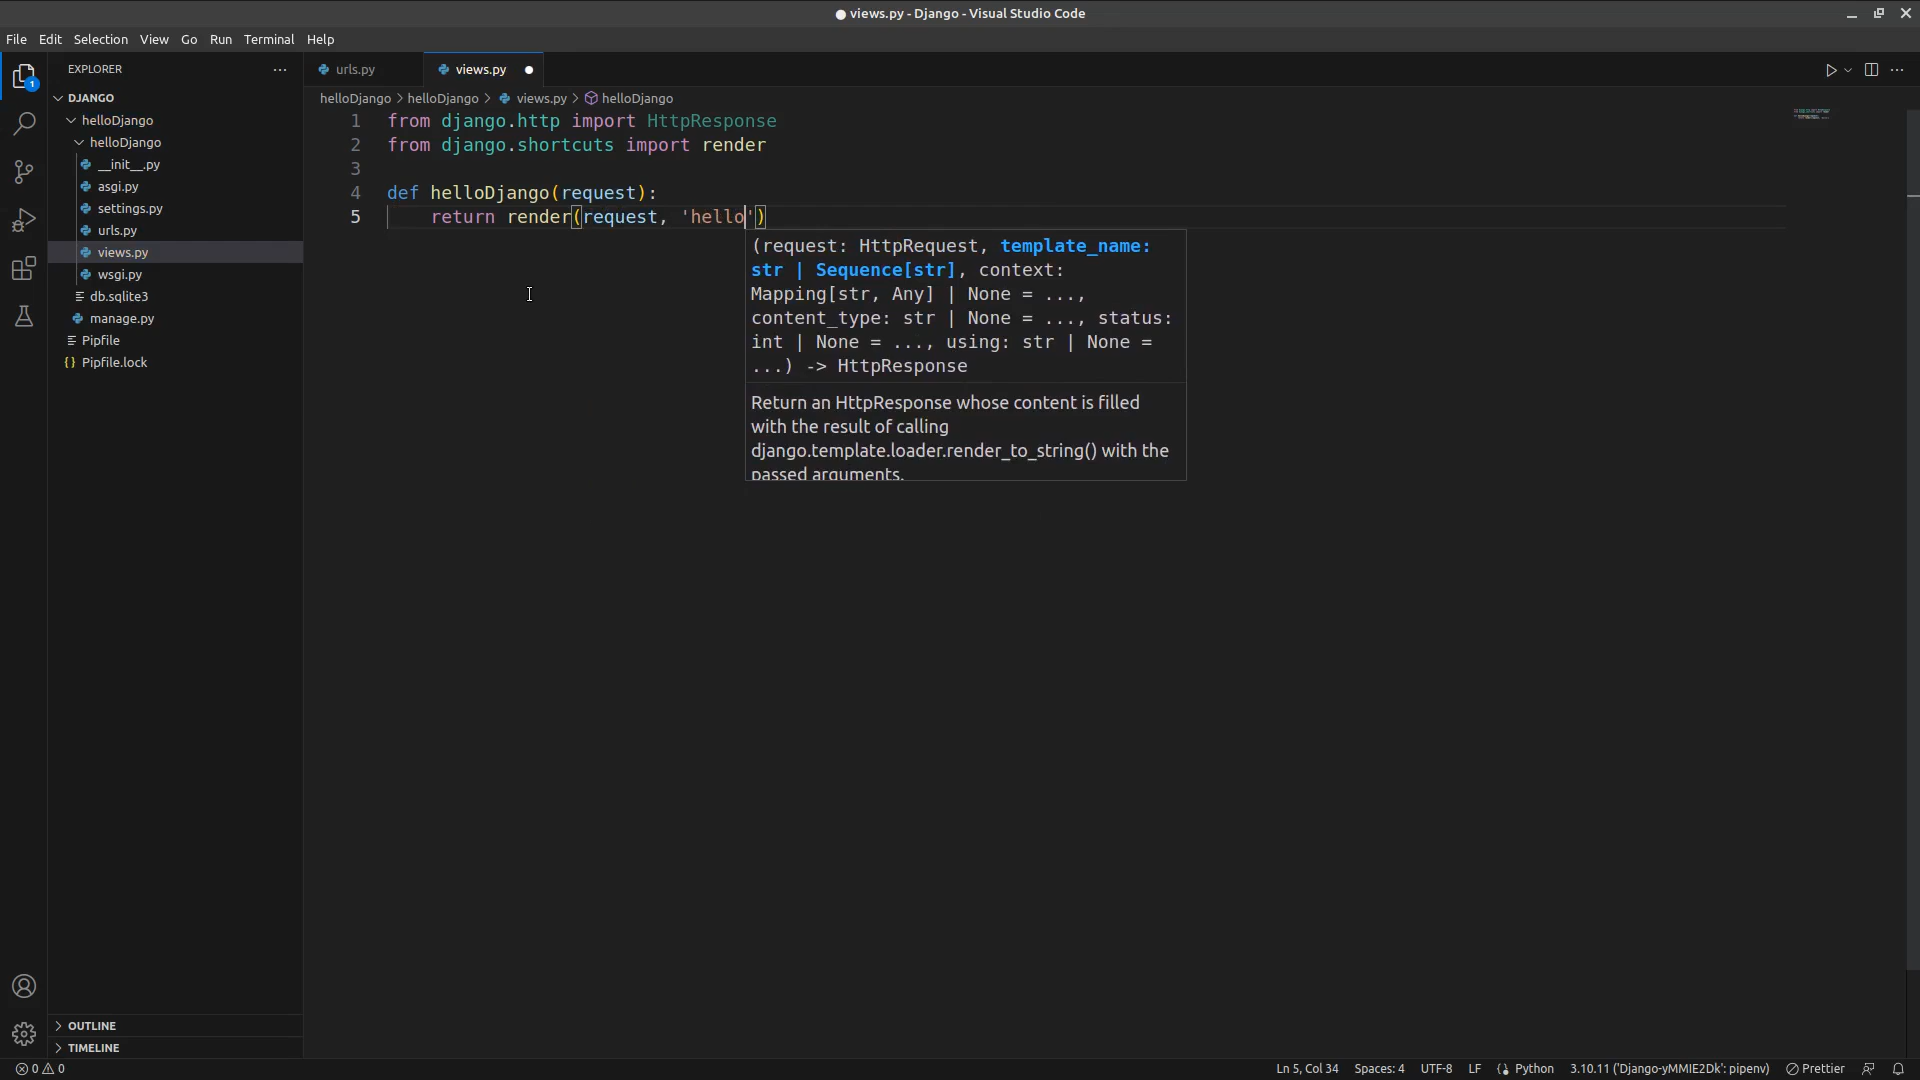 views.py - Django - Visual Studio Code
File Edit Selection View Go Run Terminal Help
EXPLORER
1
DJANGO
helloDjango
helloDjango
__init__.py
asgi.py
settings.py
urls.py
views.py
wsgi.py
db.sqlite3
manage.py
Pipfile
Pipfile.lock
OUTLINE
TIMELINE
urls.py views.py
helloDjango > helloDjango > views.py > helloDjango
1 from django.http import HttpResponse
2 from django.shortcuts import render
3
4 def helloDjango(request):
5 return render(request, 'hello')
(request: HttpRequest, template_name:
str | Sequence[str], context:
Mapping[str, Any] | None = ...,
content_type: str | None = ..., status:
int | None = ..., using: str | None =
...) -> HttpResponse
Return an HttpResponse whose content is filled
with the result of calling
django.template.loader.render_to_string() with the
passed arguments.
0 0 Ln 5, Col 34 Spaces: 4 UTF-8 LF Python 3.10.11 ('Django-yMMIE2Dk': pipenv) Prettier